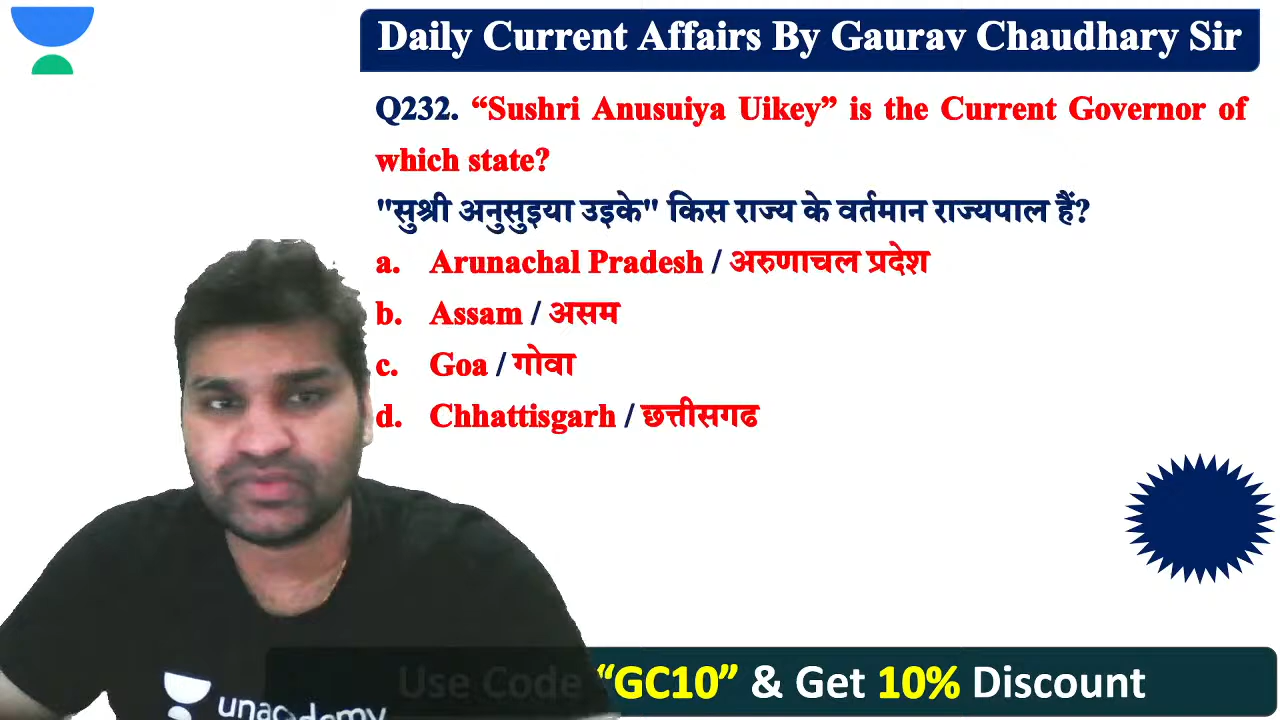 Daily Current Affairs By Gaurav Chaudhary Sir
Q232. “Sushri Anusuiya Uikey” is the Current Governor of
which state?
"सुश्री अनुसुइया उइके" किस राज्य के वर्तमान राज्यपाल हैं?
a. Arunachal Pradesh / अरुणाचल प्रदेश
b. Assam / असम
c. Goa / गोवा
d. Chhattisgarh / छत्तीसगढ
Use Code “GC10” & Get 10% Discount
unacademy